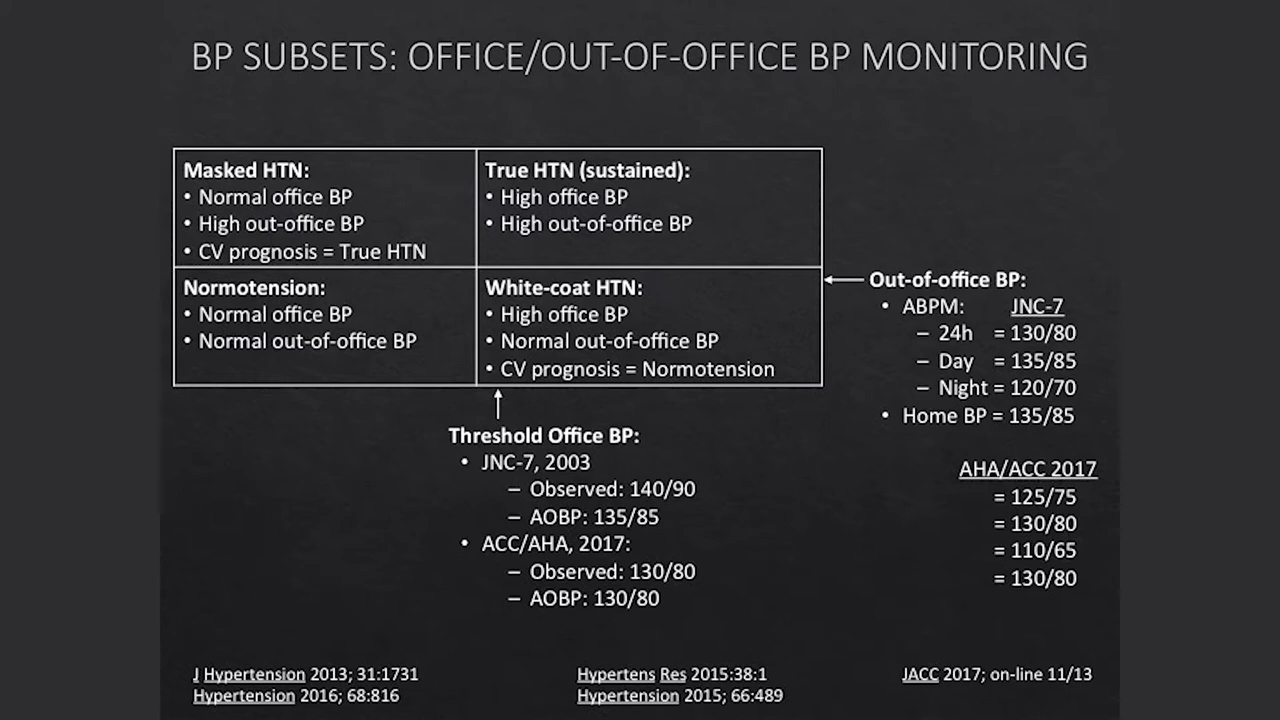 BP SUBSETS: OFFICE/OUT-OF-OFFICE BP MONITORING
Masked HTN:
• Normal office BP
• High out-office BP
• CV prognosis = True HTN
True HTN (sustained):
• High office BP
• High out-of-office BP
Normotension:
• Normal office BP
• Normal out-of-office BP
White-coat HTN:
• High office BP
• Normal out-of-office BP
• CV prognosis = Normotension
Out-of-office BP:
• ABPM: JNC-7
– 24h = 130/80
– Day = 135/85
– Night = 120/70
• Home BP = 135/85
AHA/ACC 2017
= 125/75
= 130/80
= 110/65
= 130/80
Threshold Office BP:
• JNC-7, 2003
– Observed: 140/90
– AOBP: 135/85
• ACC/AHA, 2017:
– Observed: 130/80
– AOBP: 130/80
J Hypertension 2013; 31:1731
Hypertension 2016; 68:816
Hypertens Res 2015:38:1
Hypertension 2015; 66:489
JACC 2017; on-line 11/13